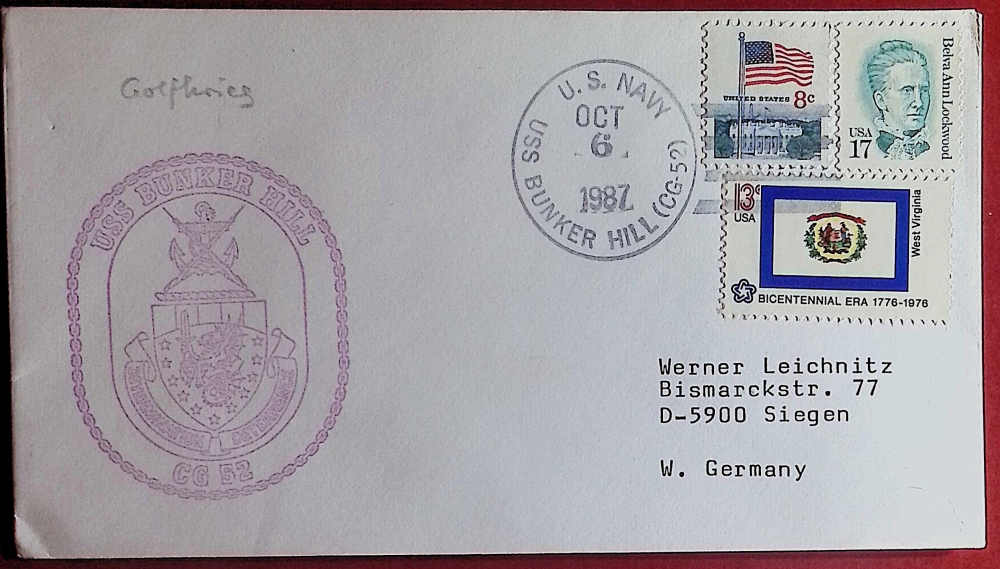 Golfkrieg
USS BUNKER HILL
CG 52
U.S. NAVY
OCT
6
1987
USS BUNKER HILL (CG-52)
UNITED STATES 8c
Belva Ann Lockwood
USA
17
13c
USA
West Virginia
BICENTENNIAL ERA 1776-1976
Werner Leichnitz
Bismarckstr. 77
D-5900 Siegen
W. Germany